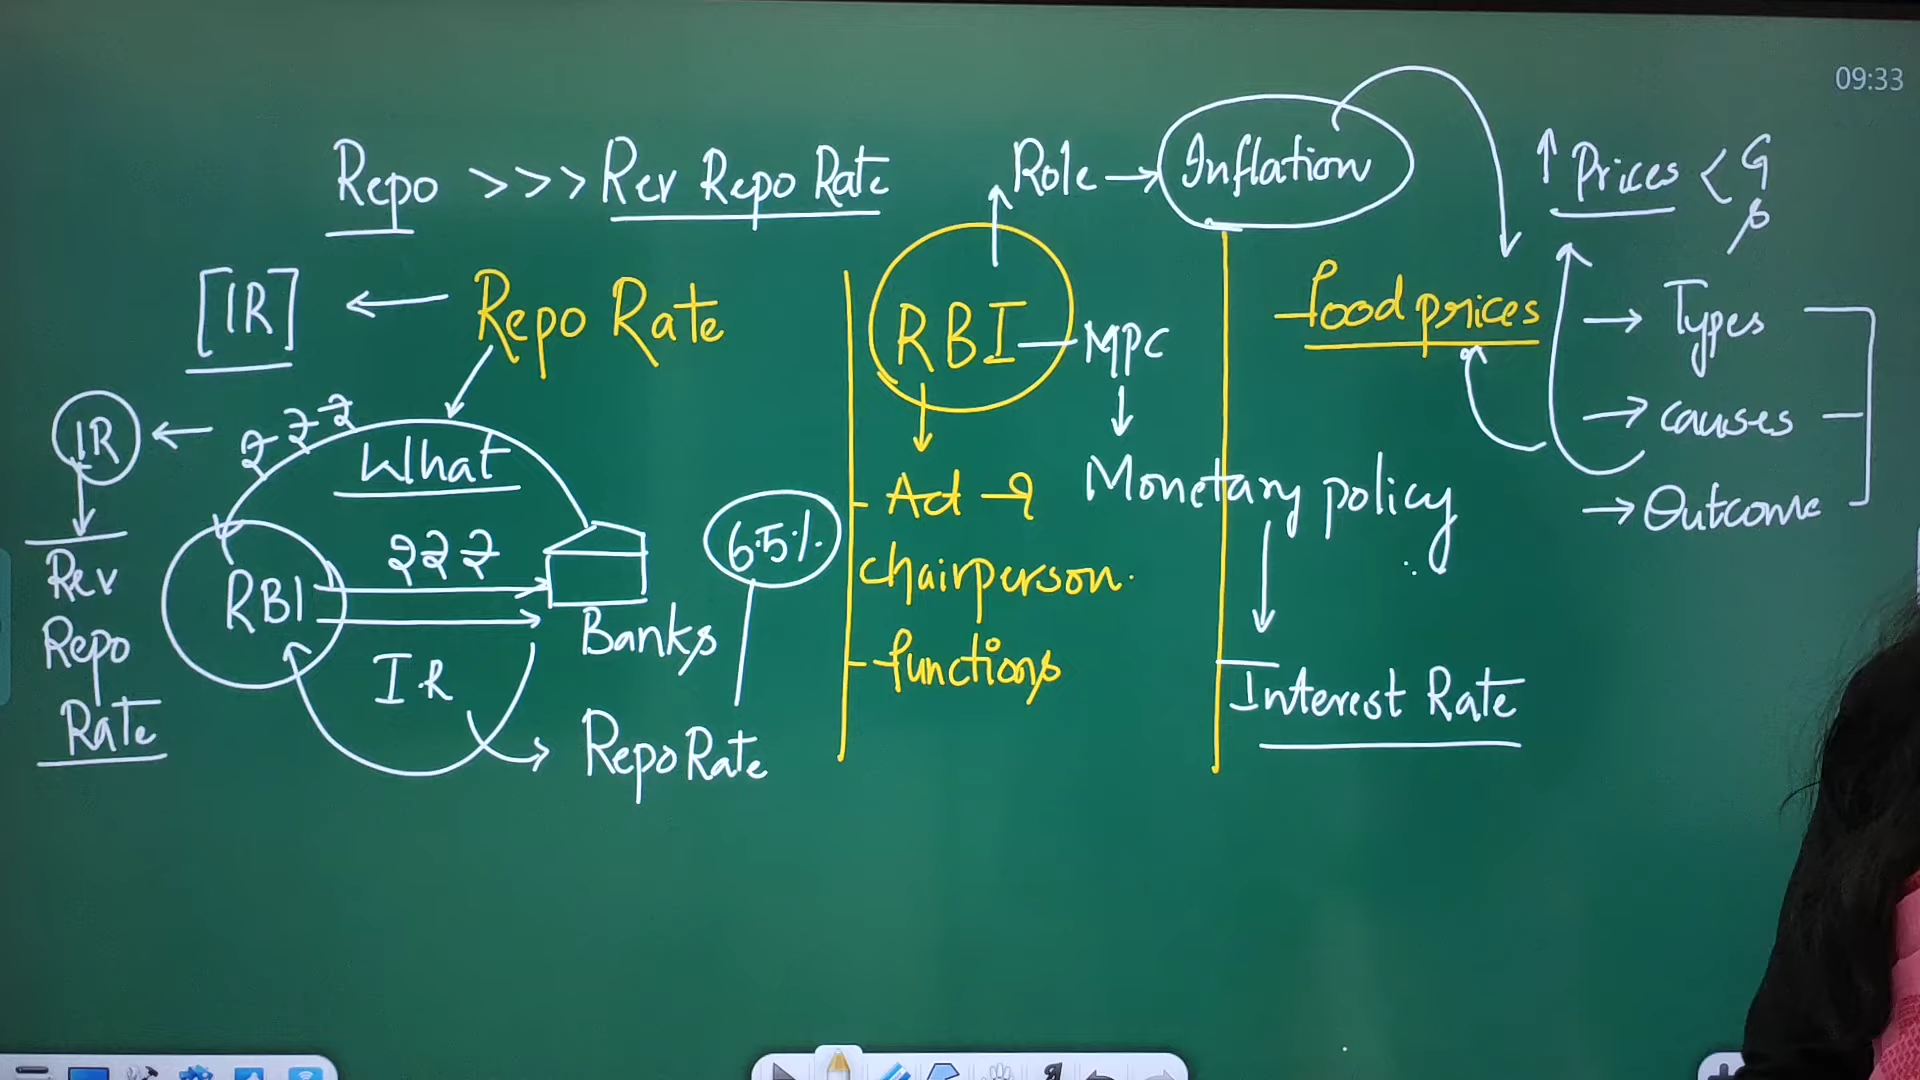 09:33
Repo >>> Rev Repo Rate
Role → Inflation
↑ Prices < G
S
[IR] ← Repo Rate
RBI — MPC
food prices
→ Types
IR ←
What
→ causes
Act -
Monetary policy
→ Outcome
6.5%
Rev
Repo
Rate
RBI
Banks
chairperson.
I.R
functions
Interest Rate
Repo Rate